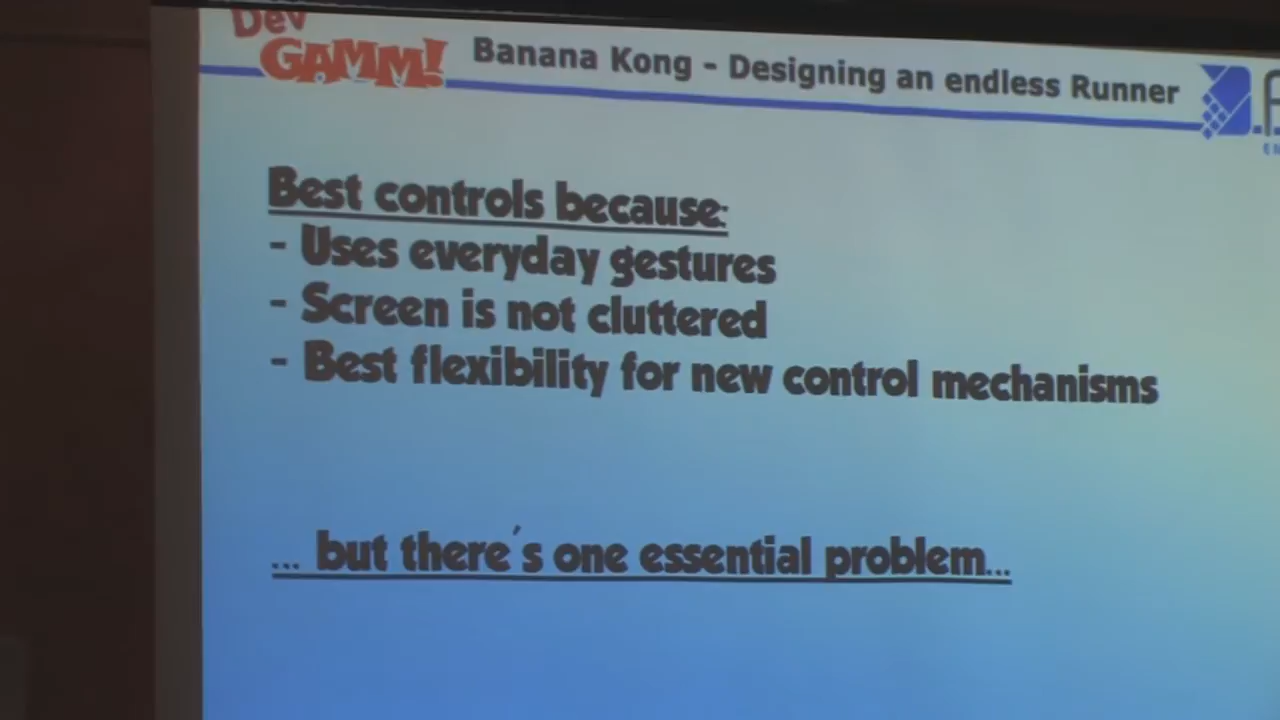 Dev
GAMM!
Banana Kong - Designing an endless Runner
Best controls because:
- Uses everyday gestures
- Screen is not cluttered
- Best flexibility for new control mechanisms
... but there's one essential problem...